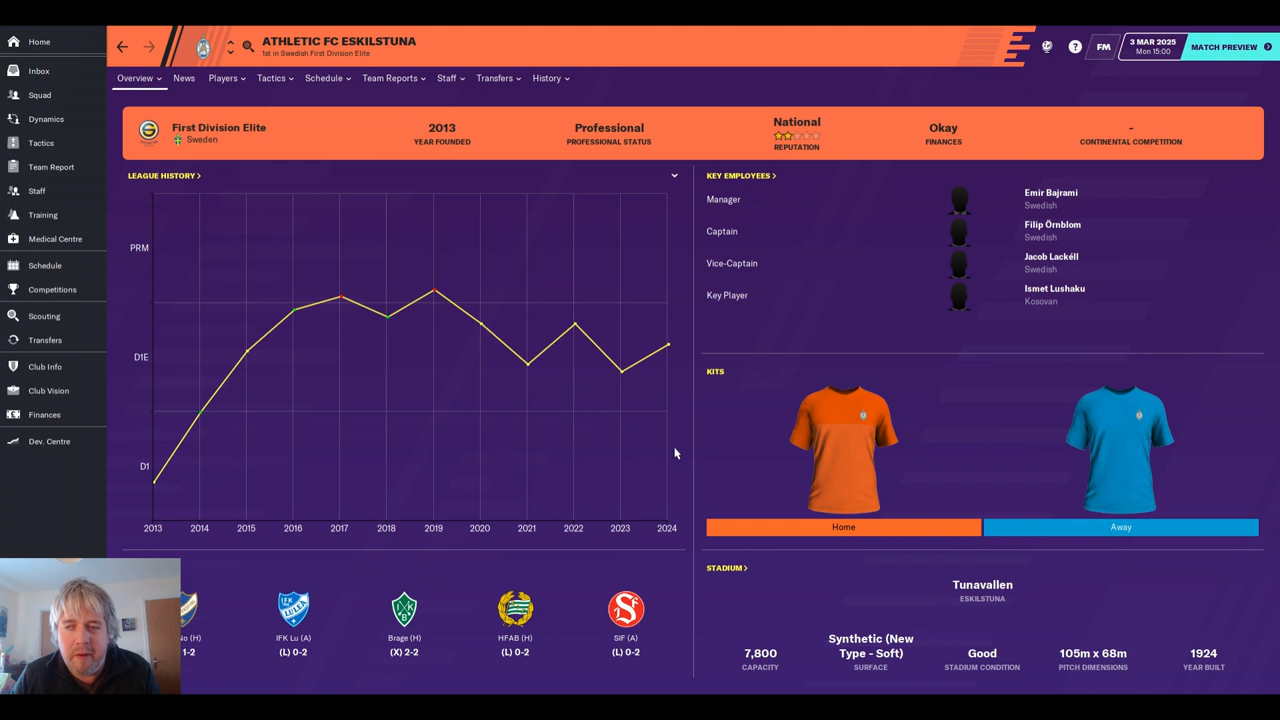 Home
Inbox
Squad
Dynamics
Tactics
Team Report
Staff
Training
Medical Centre
Schedule
Competitions
Scouting
Transfers
Club Info
Club Vision
Finances
Dev. Centre
ATHLETIC FC ESKILSTUNA
1st in Swedish First Division Elite
?
FM
3 MAR 2025
Mon 15:00
MATCH PREVIEW
Overview
News
Players
Tactics
Schedule
Team Reports
Staff
Transfers
History
First Division Elite
Sweden
2013
YEAR FOUNDED
Professional
PROFESSIONAL STATUS
National
REPUTATION
Okay
FINANCES
-
CONTINENTAL COMPETITION
LEAGUE HISTORY >
PRM
D1E
D1
2013 2014 2015 2016 2017 2018 2019 2020 2021 2022 2023 2024
KEY EMPLOYEES >
Manager
Emir Bajrami
Swedish
Captain
Filip Örnblom
Swedish
Vice-Captain
Jacob Lackéll
Swedish
Key Player
Ismet Lushaku
Kosovan
KITS
Home
Away
No (H)
1-2
IFK Lu (A)
(L) 0-2
Brage (H)
(X) 2-2
HFAB (H)
(L) 0-2
SIF (A)
(L) 0-2
STADIUM >
Tunavallen
ESKILSTUNA
7,800
CAPACITY
Synthetic (New
Type - Soft)
SURFACE
Good
STADIUM CONDITION
105m x 68m
PITCH DIMENSIONS
1924
YEAR BUILT